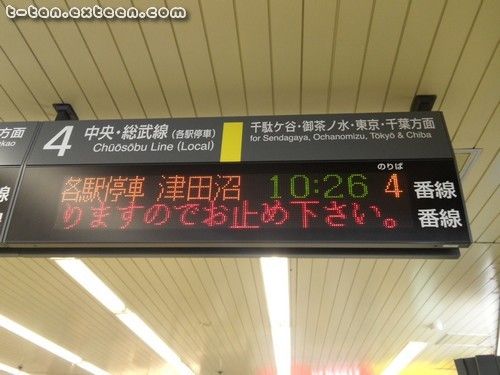 t-tan.exteen.com
方面
4 中央・総武線(各駅停車) 千駄ケ谷・御茶ノ水・東京・千葉方面
Chūōsōbu Line (Local) for Sendagaya, Ochanomizu, Tōkyō & Chiba
のりば
線 各駅停車 津田沼 10:26 4 番線
線 りますのでお止め下さい。 番線